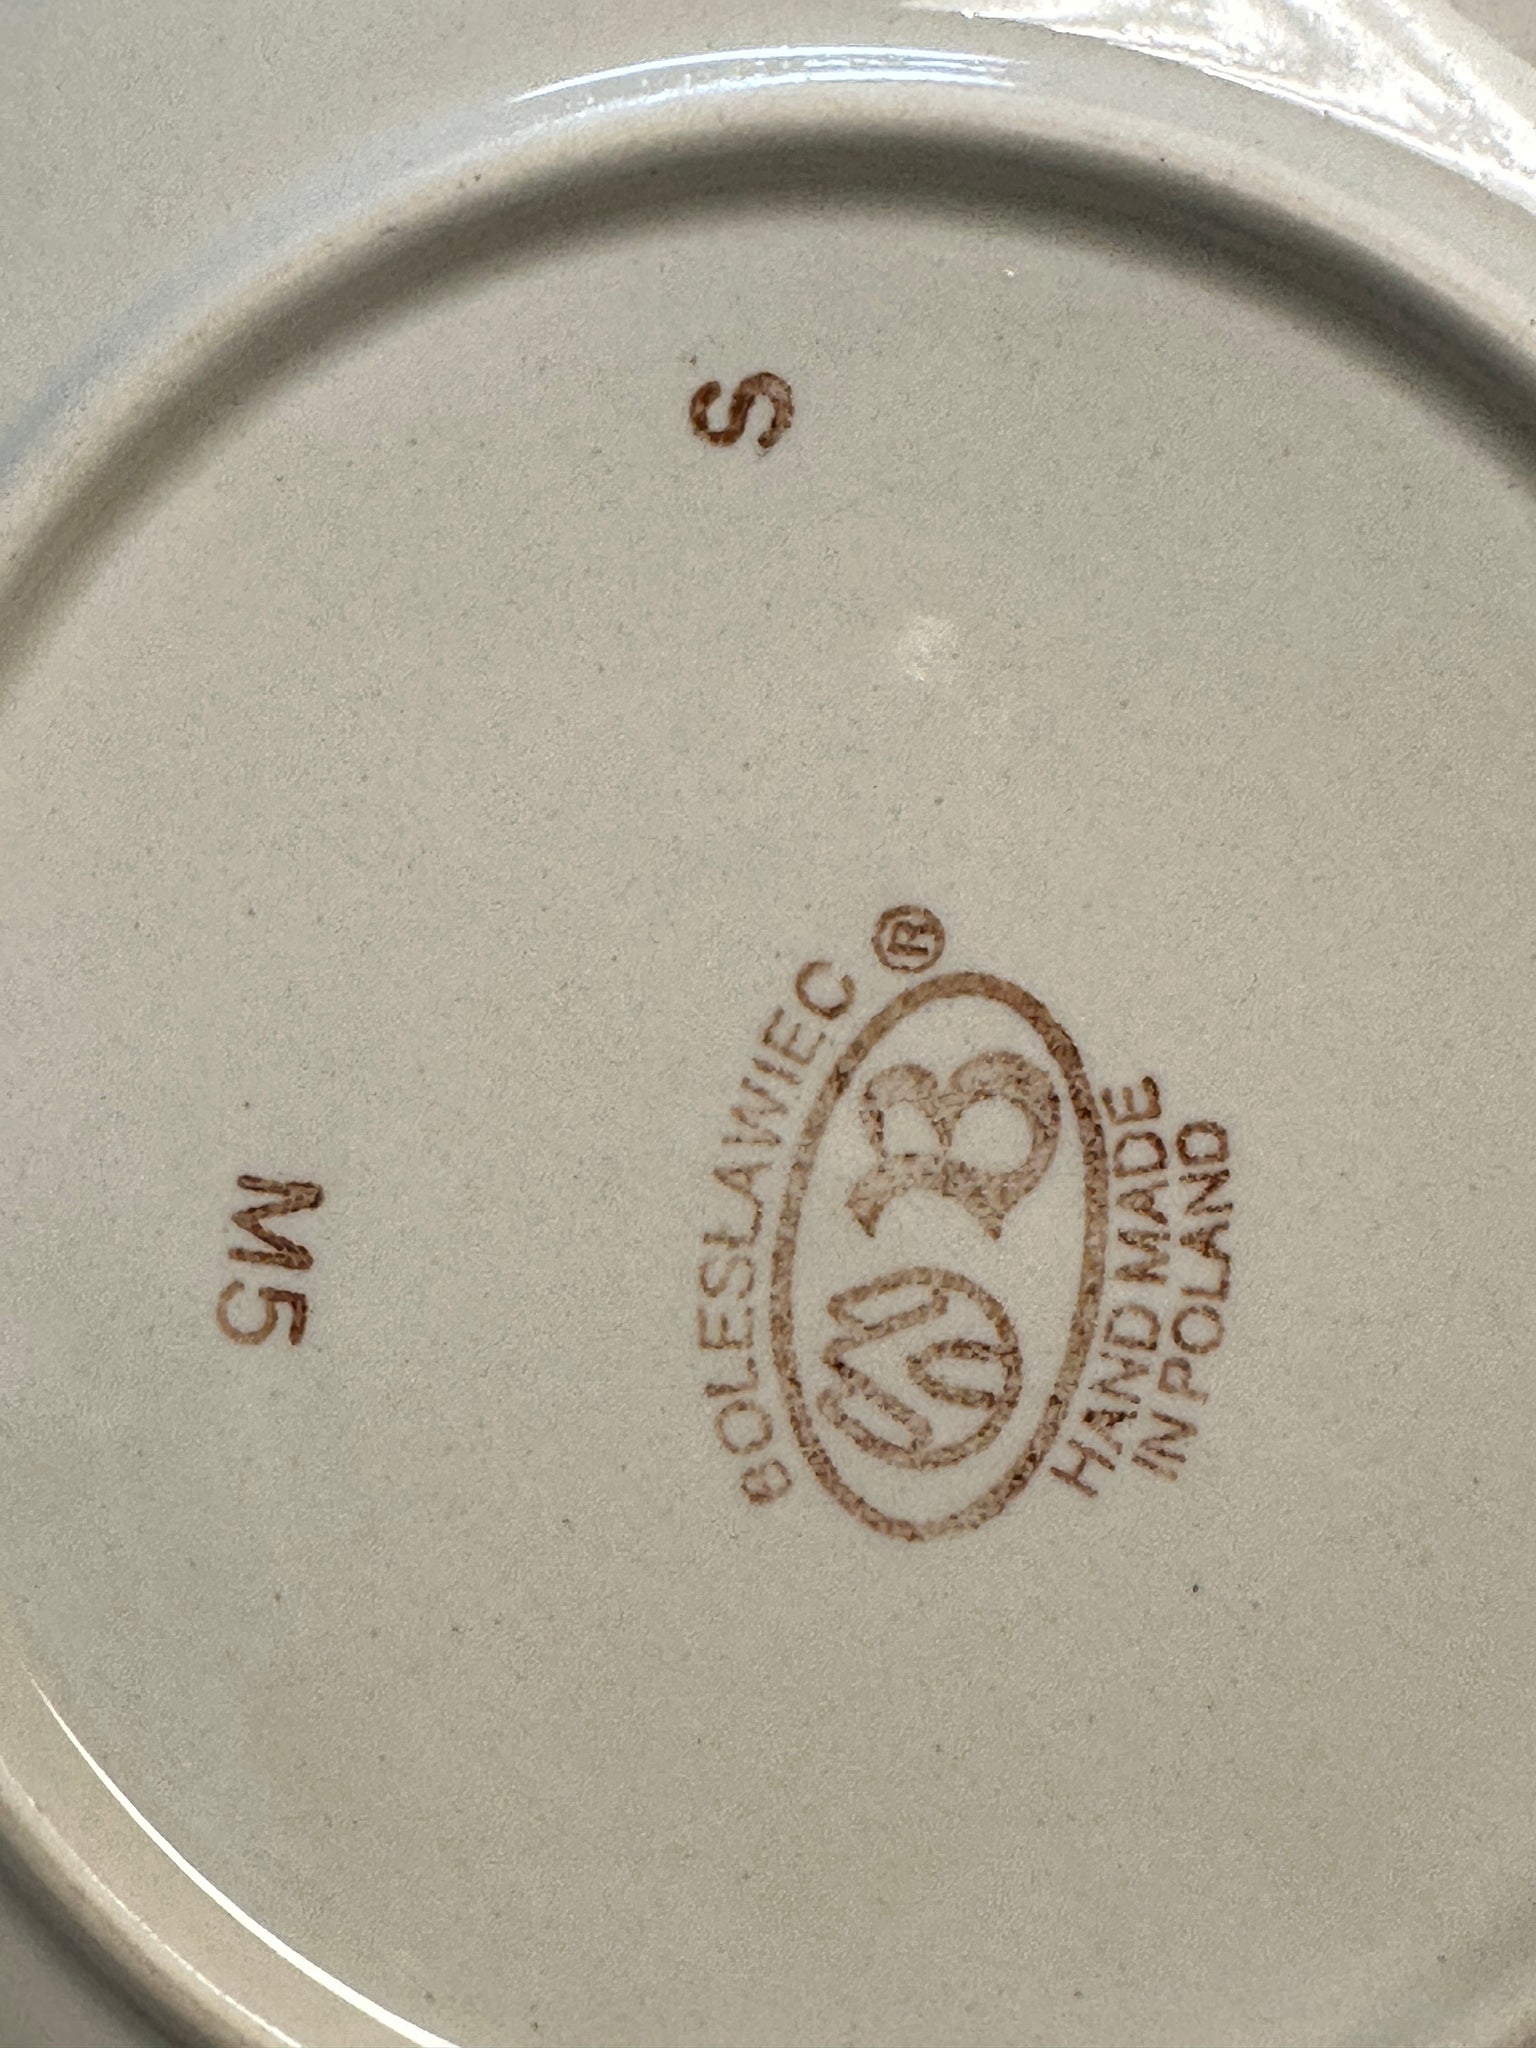 S
BOLESLAWIEC ®
B
HAND MADE
IN POLAND
M5